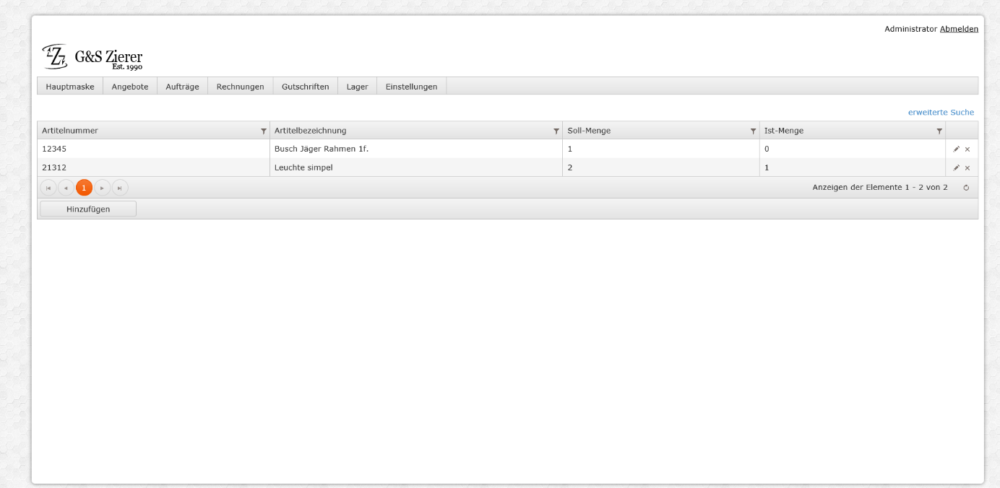 Administrator Abmelden
G&S Zierer
Est. 1990
Hauptmaske Angebote Aufträge Rechnungen Gutschriften Lager Einstellungen
erweiterte Suche
Artitelnummer Artitelbezeichnung Soll-Menge Ist-Menge
12345 Busch Jäger Rahmen 1f. 1 0
21312 Leuchte simpel 2 1
1 Anzeigen der Elemente 1 - 2 von 2
Hinzufügen